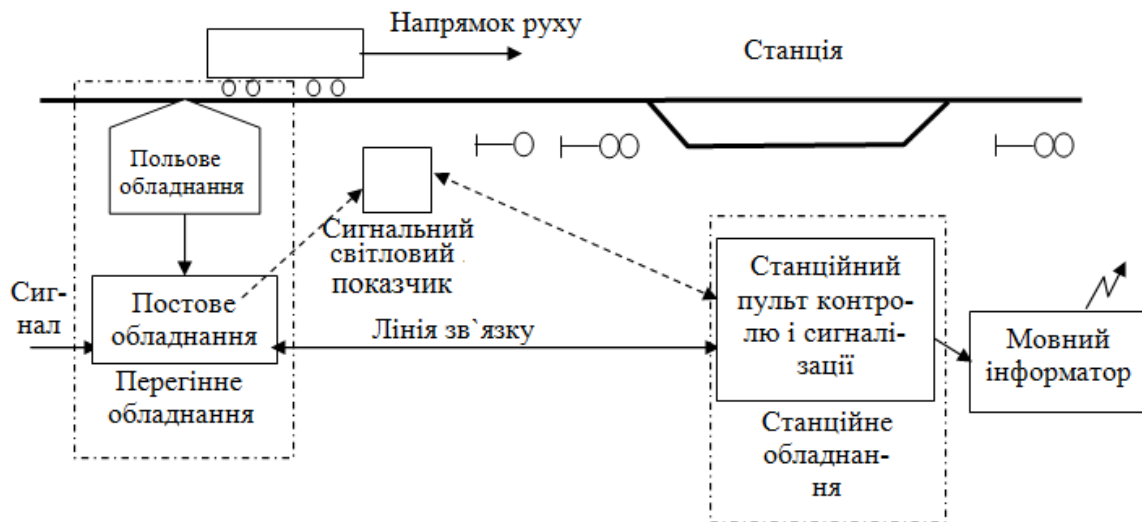 Напрямок руху
Станція
Польове
обладнання
Сигнальний
світловий
показчик
Сиг-
нал
Постове
обладнання
Перегінне
обладнання
Лінія зв`язку
Станційний
пульт контро-
лю і сигналі-
зації
Станційне
обладнан-
ня
Мовний
інформатор